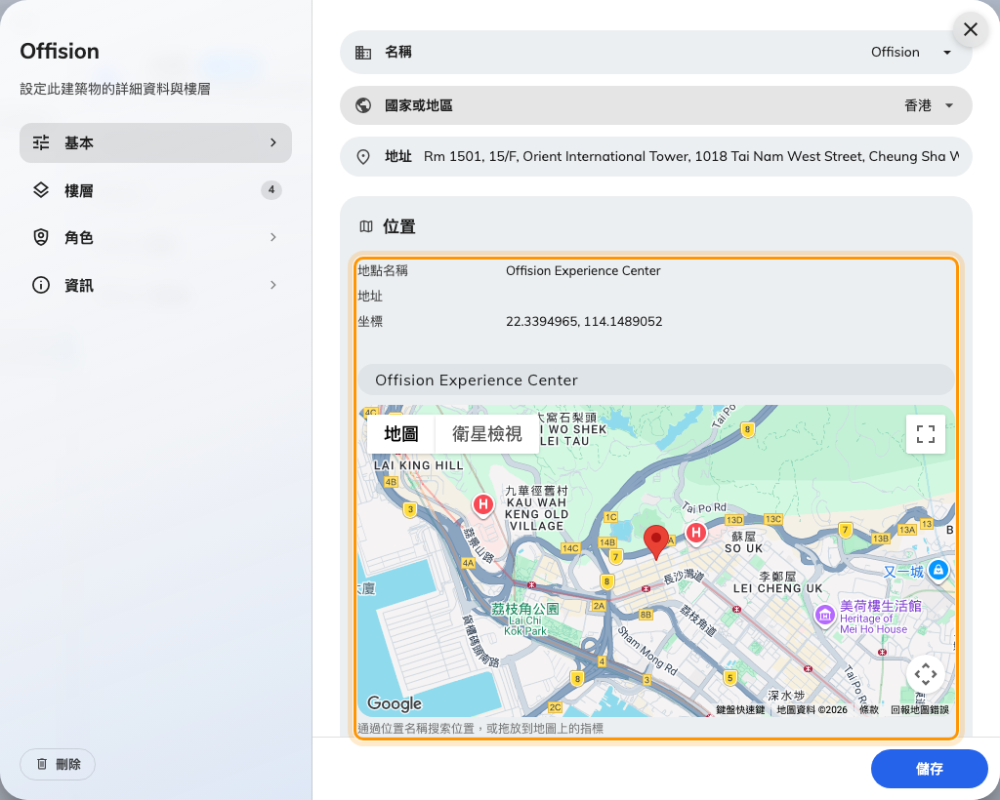 Offision
設定此建築物的詳細資料與樓層
基本
樓層 4
角色
資訊
刪除
名稱 Offision
國家或地區 香港
地址 Rm 1501, 15/F, Orient International Tower, 1018 Tai Nam West Street, Cheung Sha W
位置
地點名稱 Offision Experience Center
地址
坐標 22.3394965, 114.1489052
Offision Experience Center
地圖 衛星檢視
大窩石梨頭
I WO SHEK
LEI TAU
Tai Po
8
4C
LAI KING HILL
4B
3
H
九華徑舊村
KAU WAH
KENG OLD
VILLAGE
荔景山路
4A
1C
14B
14C
7
A
H
Tai Po Rd
13D
13C
蘇屋
SO UK
7
13A
13
13B
B
又一城
李鄭屋
LEI CHENG UK
長沙灣道
8
大廈
荔枝角公園
Lai Chi
Kok Park
2A
8B
荔枝角道
美荷樓生活館
Heritage of
Mei Ho House
貨櫃碼頭南路
Sham Mong Rd
4
8
3
5
2C
深水埗
Tai Po Rd
Google
鍵盤快速鍵 地圖資料 ©2026 條款 回報地圖錯誤
通過位置名稱搜索位置，或拖放到地圖上的指標
儲存